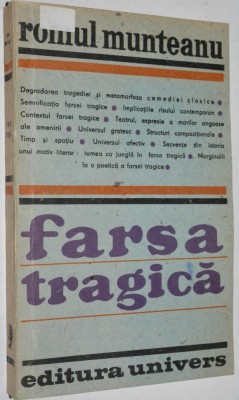 romul munteanu
Degradarea tragediei și metamorfoza comediei clasice ●
Semnificația farsei tragice ● Implicațiile risului contemporan ●
Contextul farsei tragice ● Teatrul, expresie a marilor angoase
ale omenirii ● Universul grotesc ● Structuri compoziționale ●
Timp și spațiu ● Universul afectiv ● Secvențe din istoria
unui motiv literar : lumea ca junglă în farsa tragică ● Marginalii
la o poetică a farsei tragice ●
farsa
tragică
editura univers